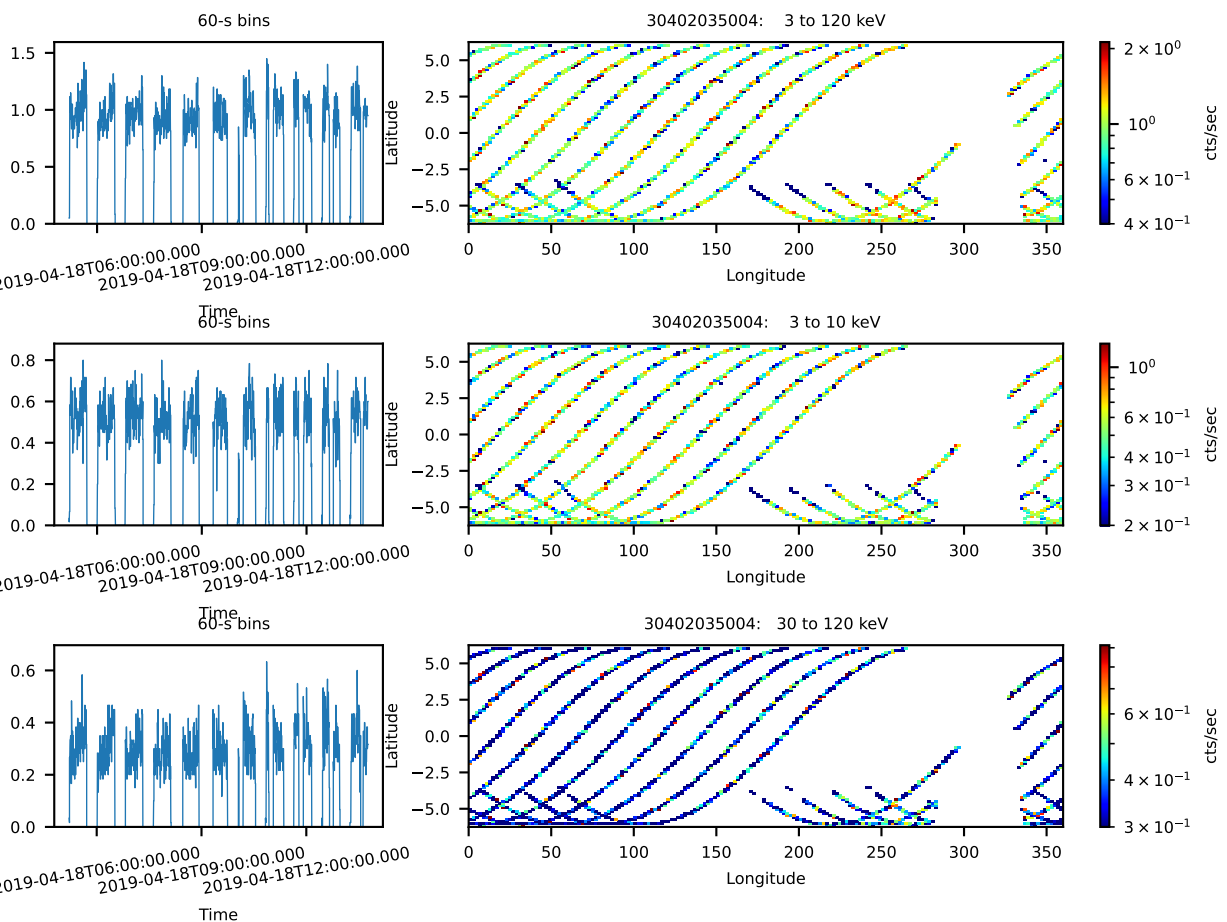 60-s bins
30402035004: 3 to 120 keV
1.5
1.0
0.5
0.0
2019-04-18T06:00:00.000
2019-04-18T09:00:00.000
2019-04-18T12:00:00.000
Time
Latitude
5.0
2.5
0.0
−2.5
−5.0
0 50 100 150 200 250 300 350
Longitude
2 × 10⁰
10⁰
6 × 10⁻¹
4 × 10⁻¹
cts/sec
60-s bins
30402035004: 3 to 10 keV
0.8
0.6
0.4
0.2
0.0
2019-04-18T06:00:00.000
2019-04-18T09:00:00.000
2019-04-18T12:00:00.000
Time
Latitude
5.0
2.5
0.0
−2.5
−5.0
0 50 100 150 200 250 300 350
Longitude
10⁰
6 × 10⁻¹
4 × 10⁻¹
3 × 10⁻¹
2 × 10⁻¹
cts/sec
60-s bins
30402035004: 30 to 120 keV
0.6
0.4
0.2
0.0
2019-04-18T06:00:00.000
2019-04-18T09:00:00.000
2019-04-18T12:00:00.000
Time
Latitude
5.0
2.5
0.0
−2.5
−5.0
0 50 100 150 200 250 300 350
Longitude
6 × 10⁻¹
4 × 10⁻¹
3 × 10⁻¹
cts/sec